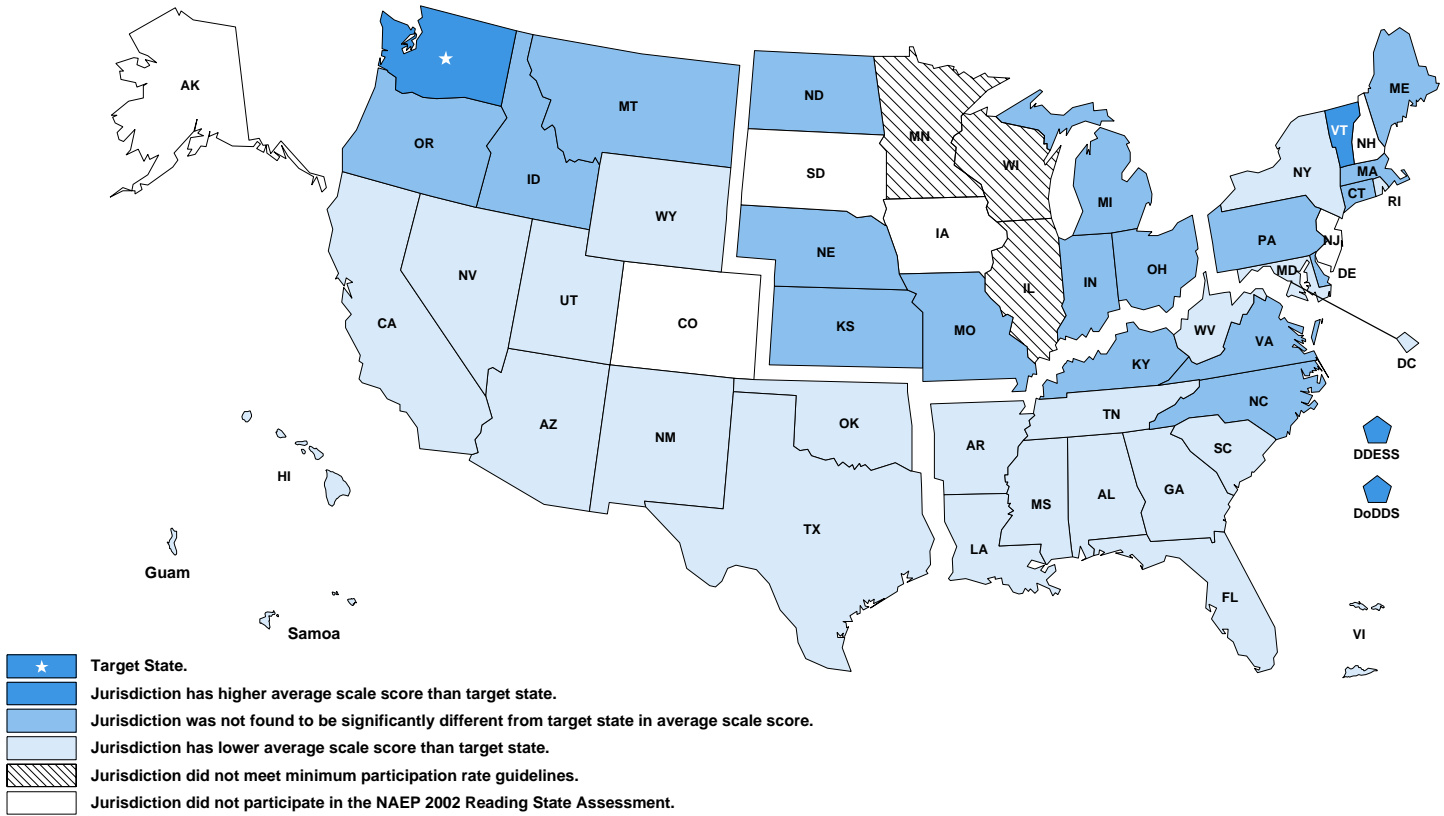 AK
MT
ND
ME
OR
MN
VT
NH
ID
SD
WI
MA
NY
CT
RI
WY
MI
IA
PA
NJ
NE
OH
NV
MD
DE
IN
UT
IL
CA
CO
KS
MO
WV
VA
KY
DC
NC
TN
AZ
NM
OK
AR
SC
DDESS
HI
MS
AL
GA
DoDDS
TX
LA
Guam
FL
Samoa
VI
Target State.
Jurisdiction has higher average scale score than target state.
Jurisdiction was not found to be significantly different from target state in average scale score.
Jurisdiction has lower average scale score than target state.
Jurisdiction did not meet minimum participation rate guidelines.
Jurisdiction did not participate in the NAEP 2002 Reading State Assessment.